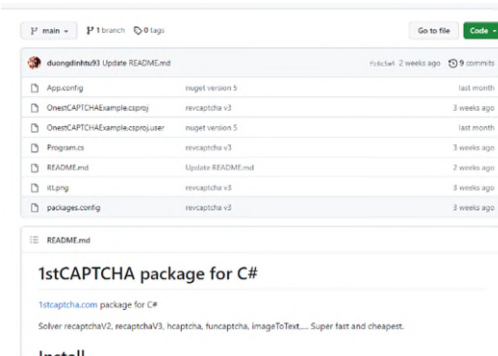 main 1 branch 0 tags Go to file Code
duongdinhtu93 Update README.md 2 weeks ago 9 commits
App.config nuget version 5 last month
OnestCAPTCHAExample.csproj revcaptcha v3 3 weeks ago
OnestCAPTCHAExample.csproj.user nuget version 5 last month
Program.cs revcaptcha v3 3 weeks ago
README.md Update README.md 2 weeks ago
itt.png revcaptcha v3 3 weeks ago
packages.config revcaptcha v3 3 weeks ago
README.md
1stCAPTCHA package for C#
1stcaptcha.com package for C#
Solver recaptchaV2, recaptchaV3, hcaptcha, funcaptcha, imageToText,... Super fast and cheapest.
Install